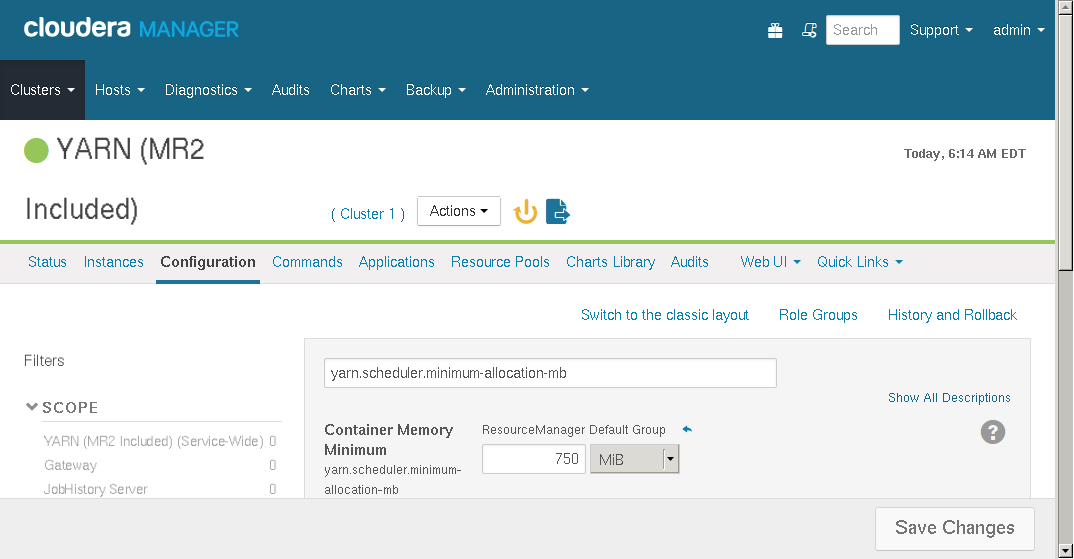 cloudera MANAGER
Search
Support
admin
Clusters
Hosts
Diagnostics
Audits
Charts
Backup
Administration
YARN (MR2
Included)
Today, 6:14 AM EDT
( Cluster 1 )
Actions
Status
Instances
Configuration
Commands
Applications
Resource Pools
Charts Library
Audits
Web UI
Quick Links
Switch to the classic layout
Role Groups
History and Rollback
Filters
SCOPE
YARN (MR2 Included) (Service-Wide) 0
Gateway 0
JobHistory Server 0
yarn.scheduler.minimum-allocation-mb
Show All Descriptions
Container Memory
Minimum
yarn.scheduler.minimum-
allocation-mb
ResourceManager Default Group
750 MiB
?
Save Changes